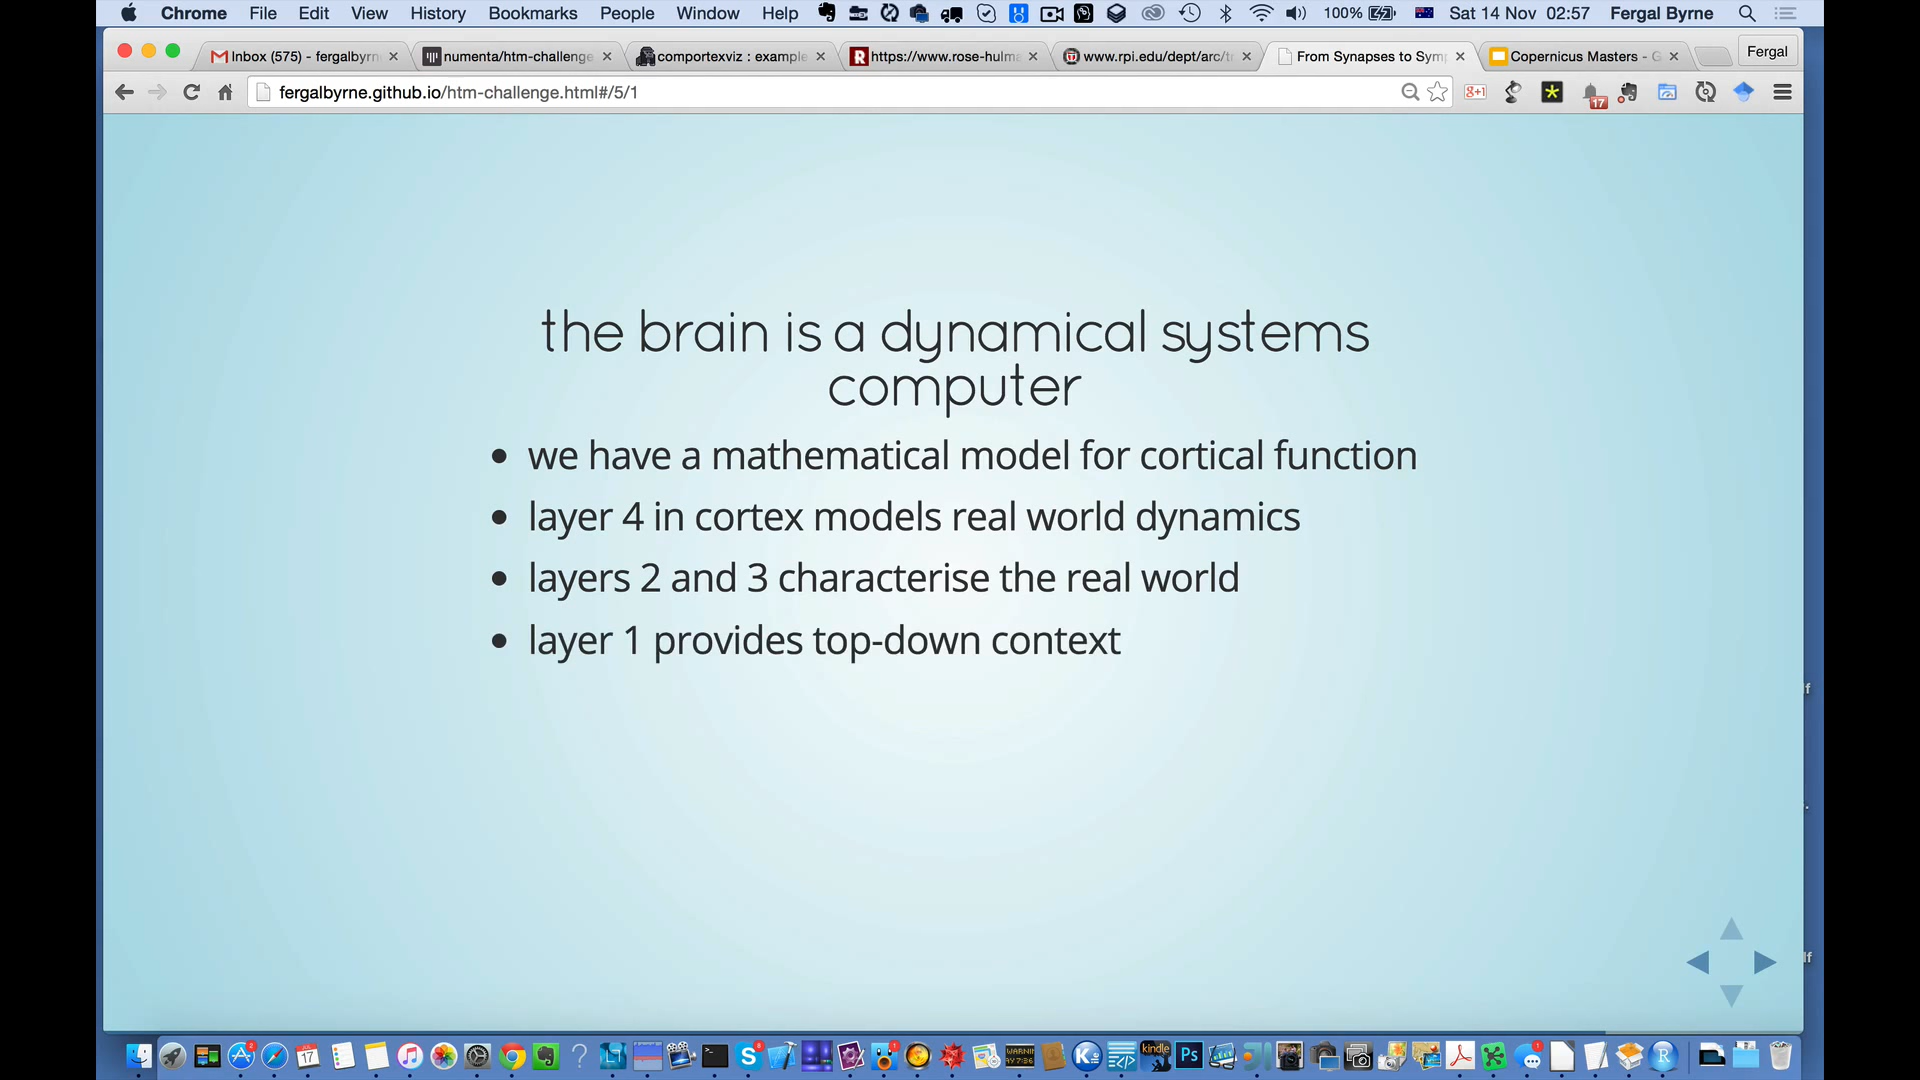 Chrome File Edit View History Bookmarks People Window Help 100% Sat 14 Nov 02:57 Fergal Byrne
Inbox (575) - fergalbyrn numenta/htm-challenge comportexviz : example https://www.rose-hulma www.rpi.edu/dept/arc/tr From Synapses to Sym Copernicus Masters - G Fergal
fergalbyrne.github.io/htm-challenge.html#/5/1 17
the brain is a dynamical systems
computer
• we have a mathematical model for cortical function
• layer 4 in cortex models real world dynamics
• layers 2 and 3 characterise the real world
• layer 1 provides top-down context